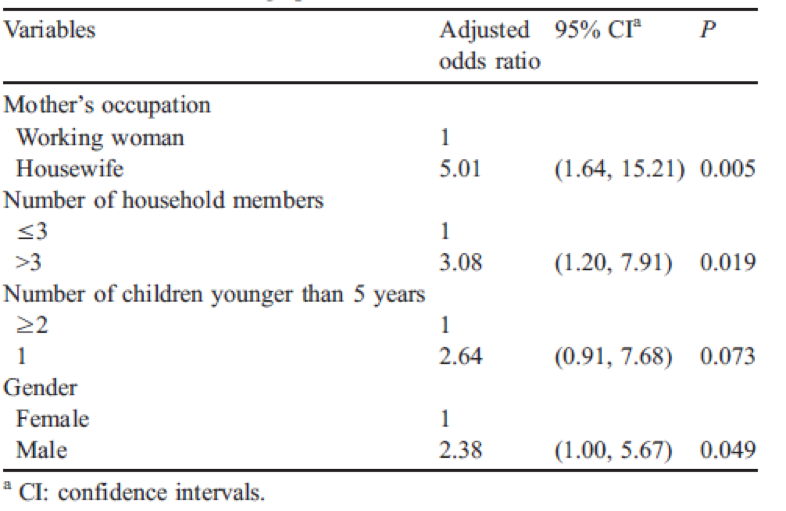 Variables Adjusted 95% CIa P
odds ratio
Mother's occupation
Working woman 1
Housewife 5.01 (1.64, 15.21) 0.005
Number of household members
≤3 1
>3 3.08 (1.20, 7.91) 0.019
Number of children younger than 5 years
≥2 1
1 2.64 (0.91, 7.68) 0.073
Gender
Female 1
Male 2.38 (1.00, 5.67) 0.049
a CI: confidence intervals.